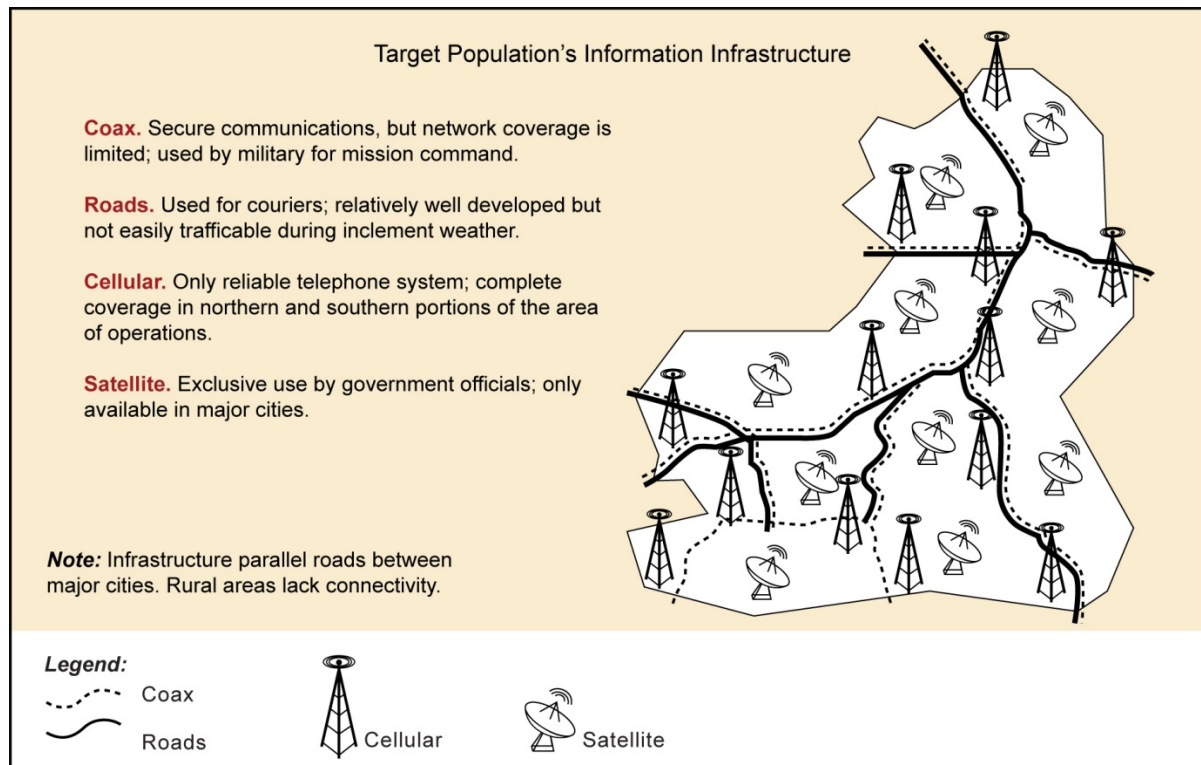 Target Population’s Information Infrastructure
Coax. Secure communications, but network coverage is
limited; used by military for mission command.
Roads. Used for couriers; relatively well developed but
not easily trafficable during inclement weather.
Cellular. Only reliable telephone system; complete
coverage in northern and southern portions of the area
of operations.
Satellite. Exclusive use by government officials; only
available in major cities.
Note: Infrastructure parallel roads between
major cities. Rural areas lack connectivity.
Legend:
Coax
Roads
Cellular
Satellite